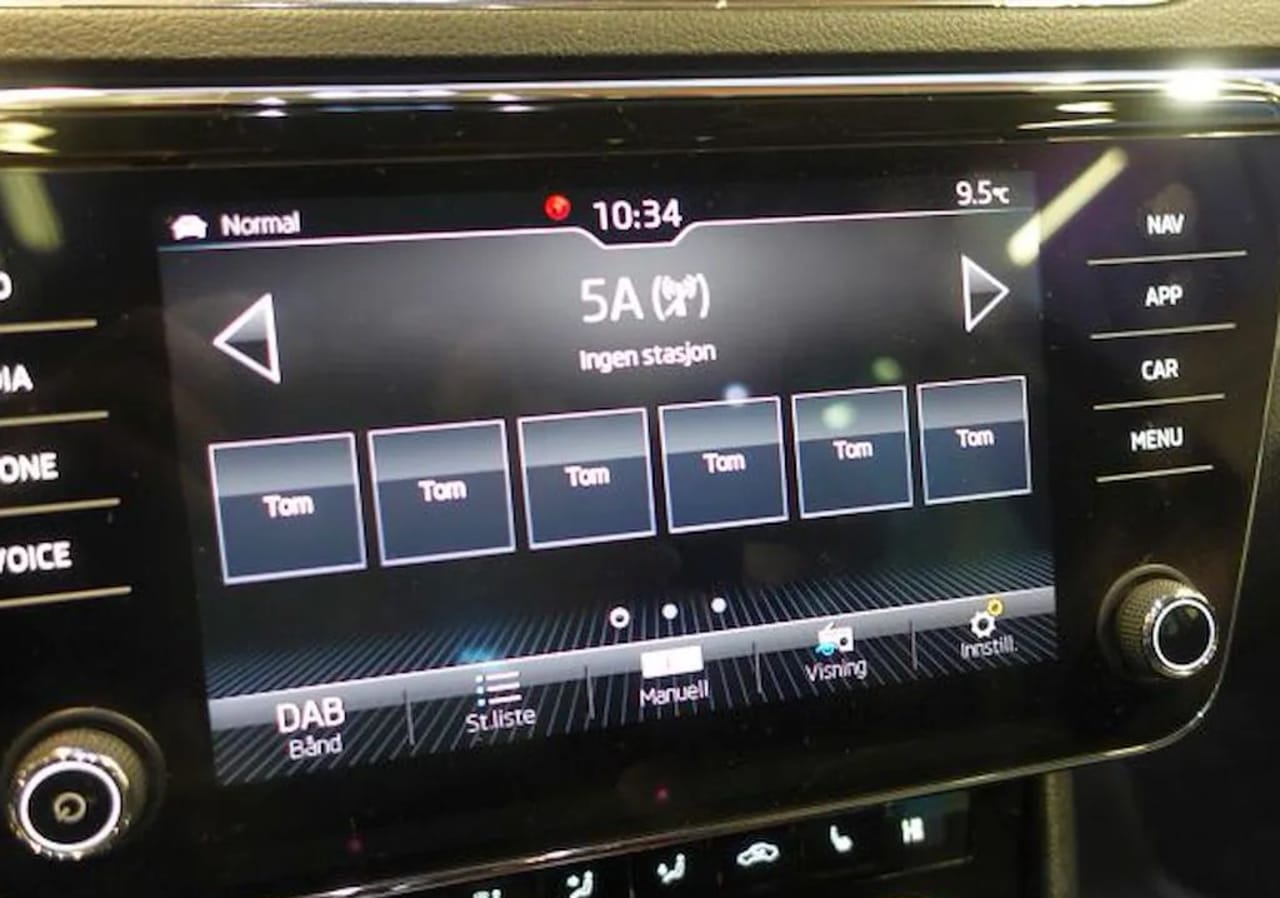 Normal
10:34
9.5°C
5A
Ingen stasjon
Tom
Tom
Tom
Tom
Tom
Tom
DAB
Bånd
St.liste
Manuell
Visning
Innstill.
VOICE
NAV
APP
CAR
MENU
HI